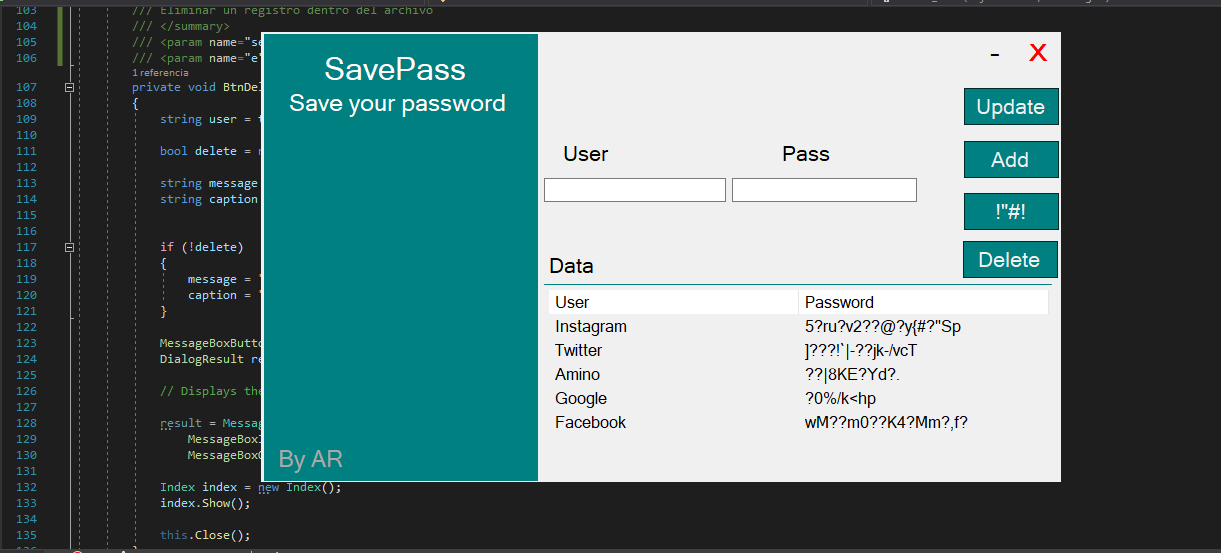 103 /// Eliminar un registro dentro del archivo
104 /// </summary>
105 /// <param name="se
106 /// <param name="e"
1 referencia
107 private void BtnDel
108 {
109 string user = t
110
111 bool delete =
112
113 string message
114 string caption
115
116
117 if (!delete)
118 {
119 message = "
120 caption = "
121 }
122
123 MessageBoxButto
124 DialogResult re
125
126 // Displays the
127
128 result = Messag
129 MessageBoxI
130 MessageBoxO
131
132 Index index = new Index();
133 index.Show();
134
135 this.Close();
SavePass
Save your password
By AR
- X
Update
User Pass
Add
!"#!
Delete
Data
User Password
Instagram 5?ru?v2??@?y{#?"Sp
Twitter ]???!`|-??jk-/vcT
Amino ??|8KE?Yd?.
Google ?0%/k<hp
Facebook wM??m0??K4?Mm?,f?